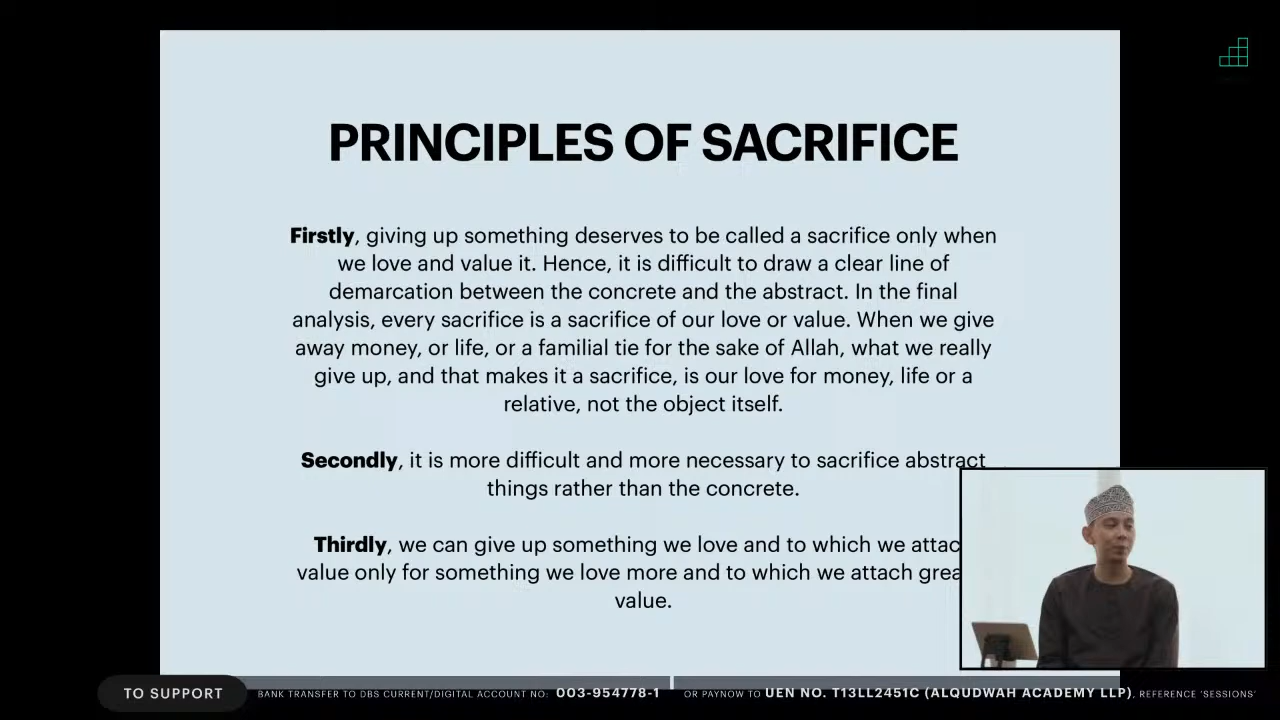 PRINCIPLES OF SACRIFICE
Firstly, giving up something deserves to be called a sacrifice only when
we love and value it. Hence, it is difficult to draw a clear line of
demarcation between the concrete and the abstract. In the final
analysis, every sacrifice is a sacrifice of our love or value. When we give
away money, or life, or a familial tie for the sake of Allah, what we really
give up, and that makes it a sacrifice, is our love for money, life or a
relative, not the object itself.
Secondly, it is more difficult and more necessary to sacrifice abstract
things rather than the concrete.
Thirdly, we can give up something we love and to which we attac
value only for something we love more and to which we attach grea
value.
TO SUPPORT BANK TRANSFER TO DBS CURRENT/DIGITAL ACCOUNT NO: 003-954778-1 OR PAYNOW TO UEN NO. T13LL2451C (ALQUDWAH ACADEMY LLP), REFERENCE 'SESSIONS'